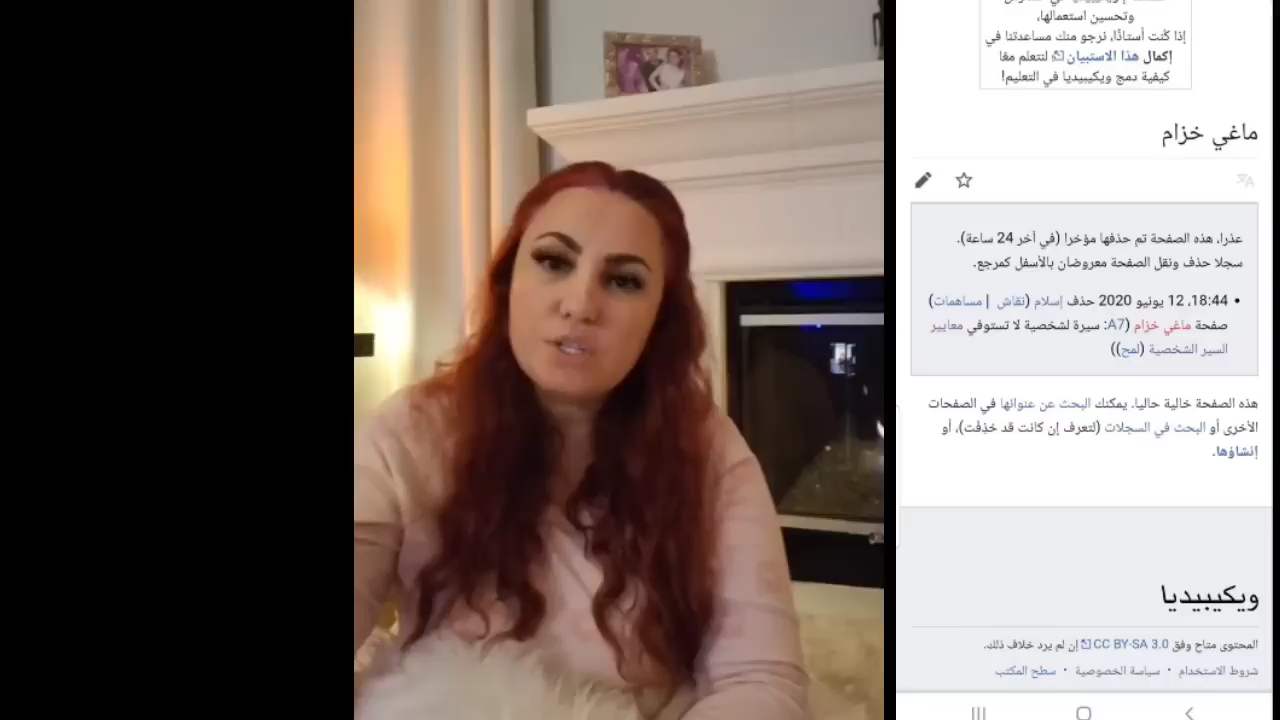 وتحسين استعمالها،
إذا كُنت أستاذًا، نرجو منك مساعدتنا في
إكمال هذا الاستبيان لنتعلم معًا
كيفية دمج ويكيبيديا في التعليم!
ماغي خزام
عذرا، هذه الصفحة تم حذفها مؤخرا (في آخر 24 ساعة).
سجلا حذف ونقل الصفحة معروضان بالأسفل كمرجع.
• 18:44، 12 يونيو 2020 حذف إسلام (نقاش | مساهمات)
صفحة ماغي خزام (A7: سيرة لشخصية لا تستوفي معايير
السير الشخصية (لمح))
هذه الصفحة خالية حاليا. يمكنك البحث عن عنوانها في الصفحات
الأخرى أو البحث في السجلات (لتعرف إن كانت قد حُذِفَت)، أو
إنشاؤها.
ويكيبيديا
المحتوى متاح وفق CC BY-SA 3.0 إن لم يرد خلاف ذلك.
شروط الاستخدام • سياسة الخصوصية • سطح المكتب